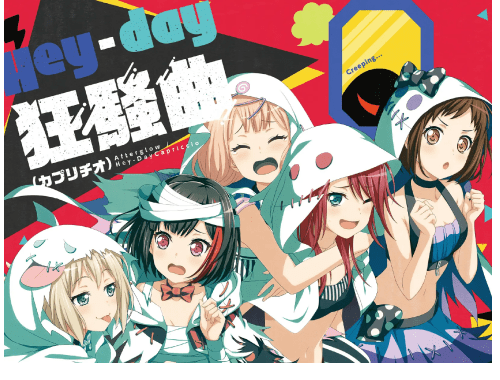 Hey-day
狂騒曲
(カプリチオ)
Afterglow
Hey-DayCapriccio
Creeping...